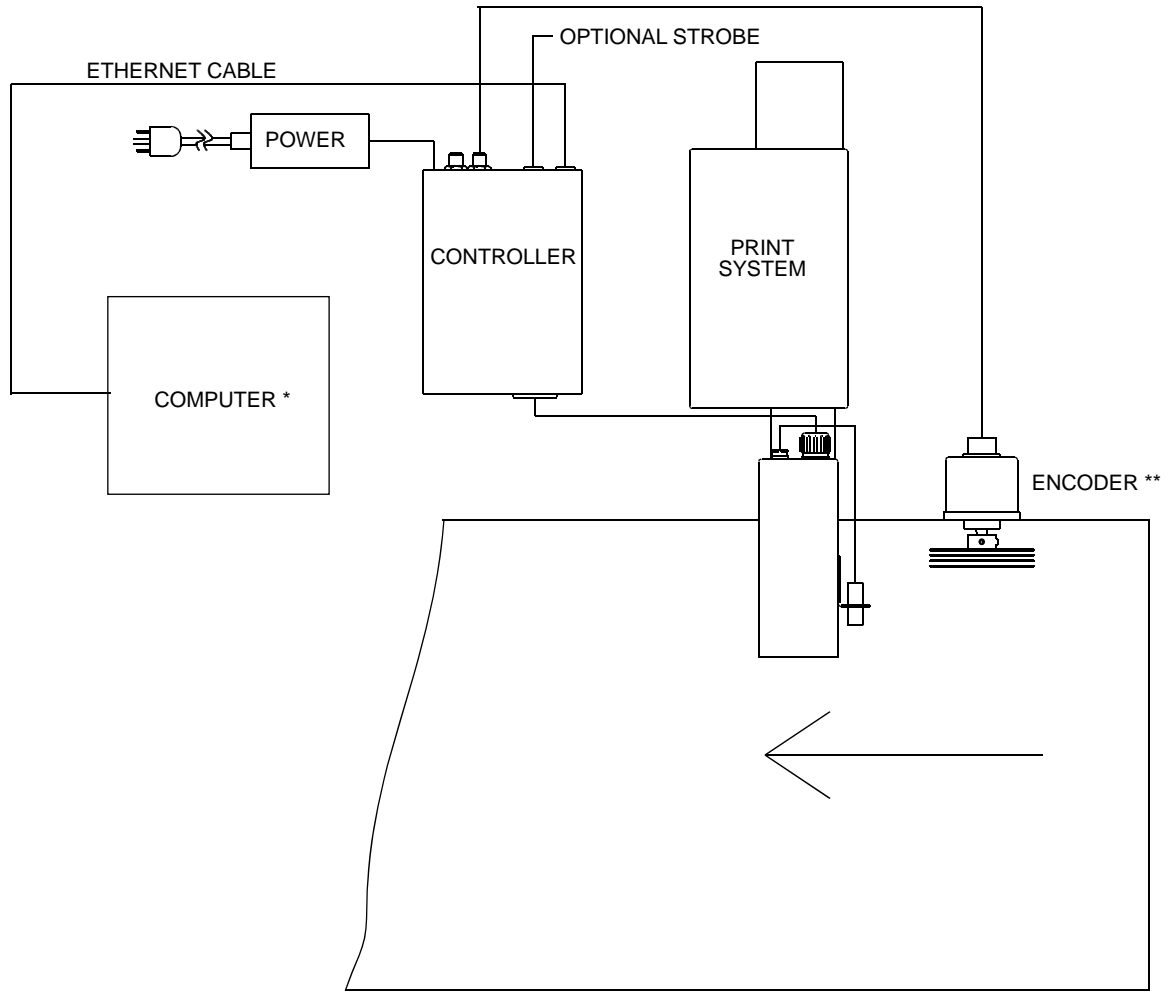 OPTIONAL STROBE
ETHERNET CABLE
POWER
CONTROLLER
PRINT
SYSTEM
COMPUTER *
ENCODER **